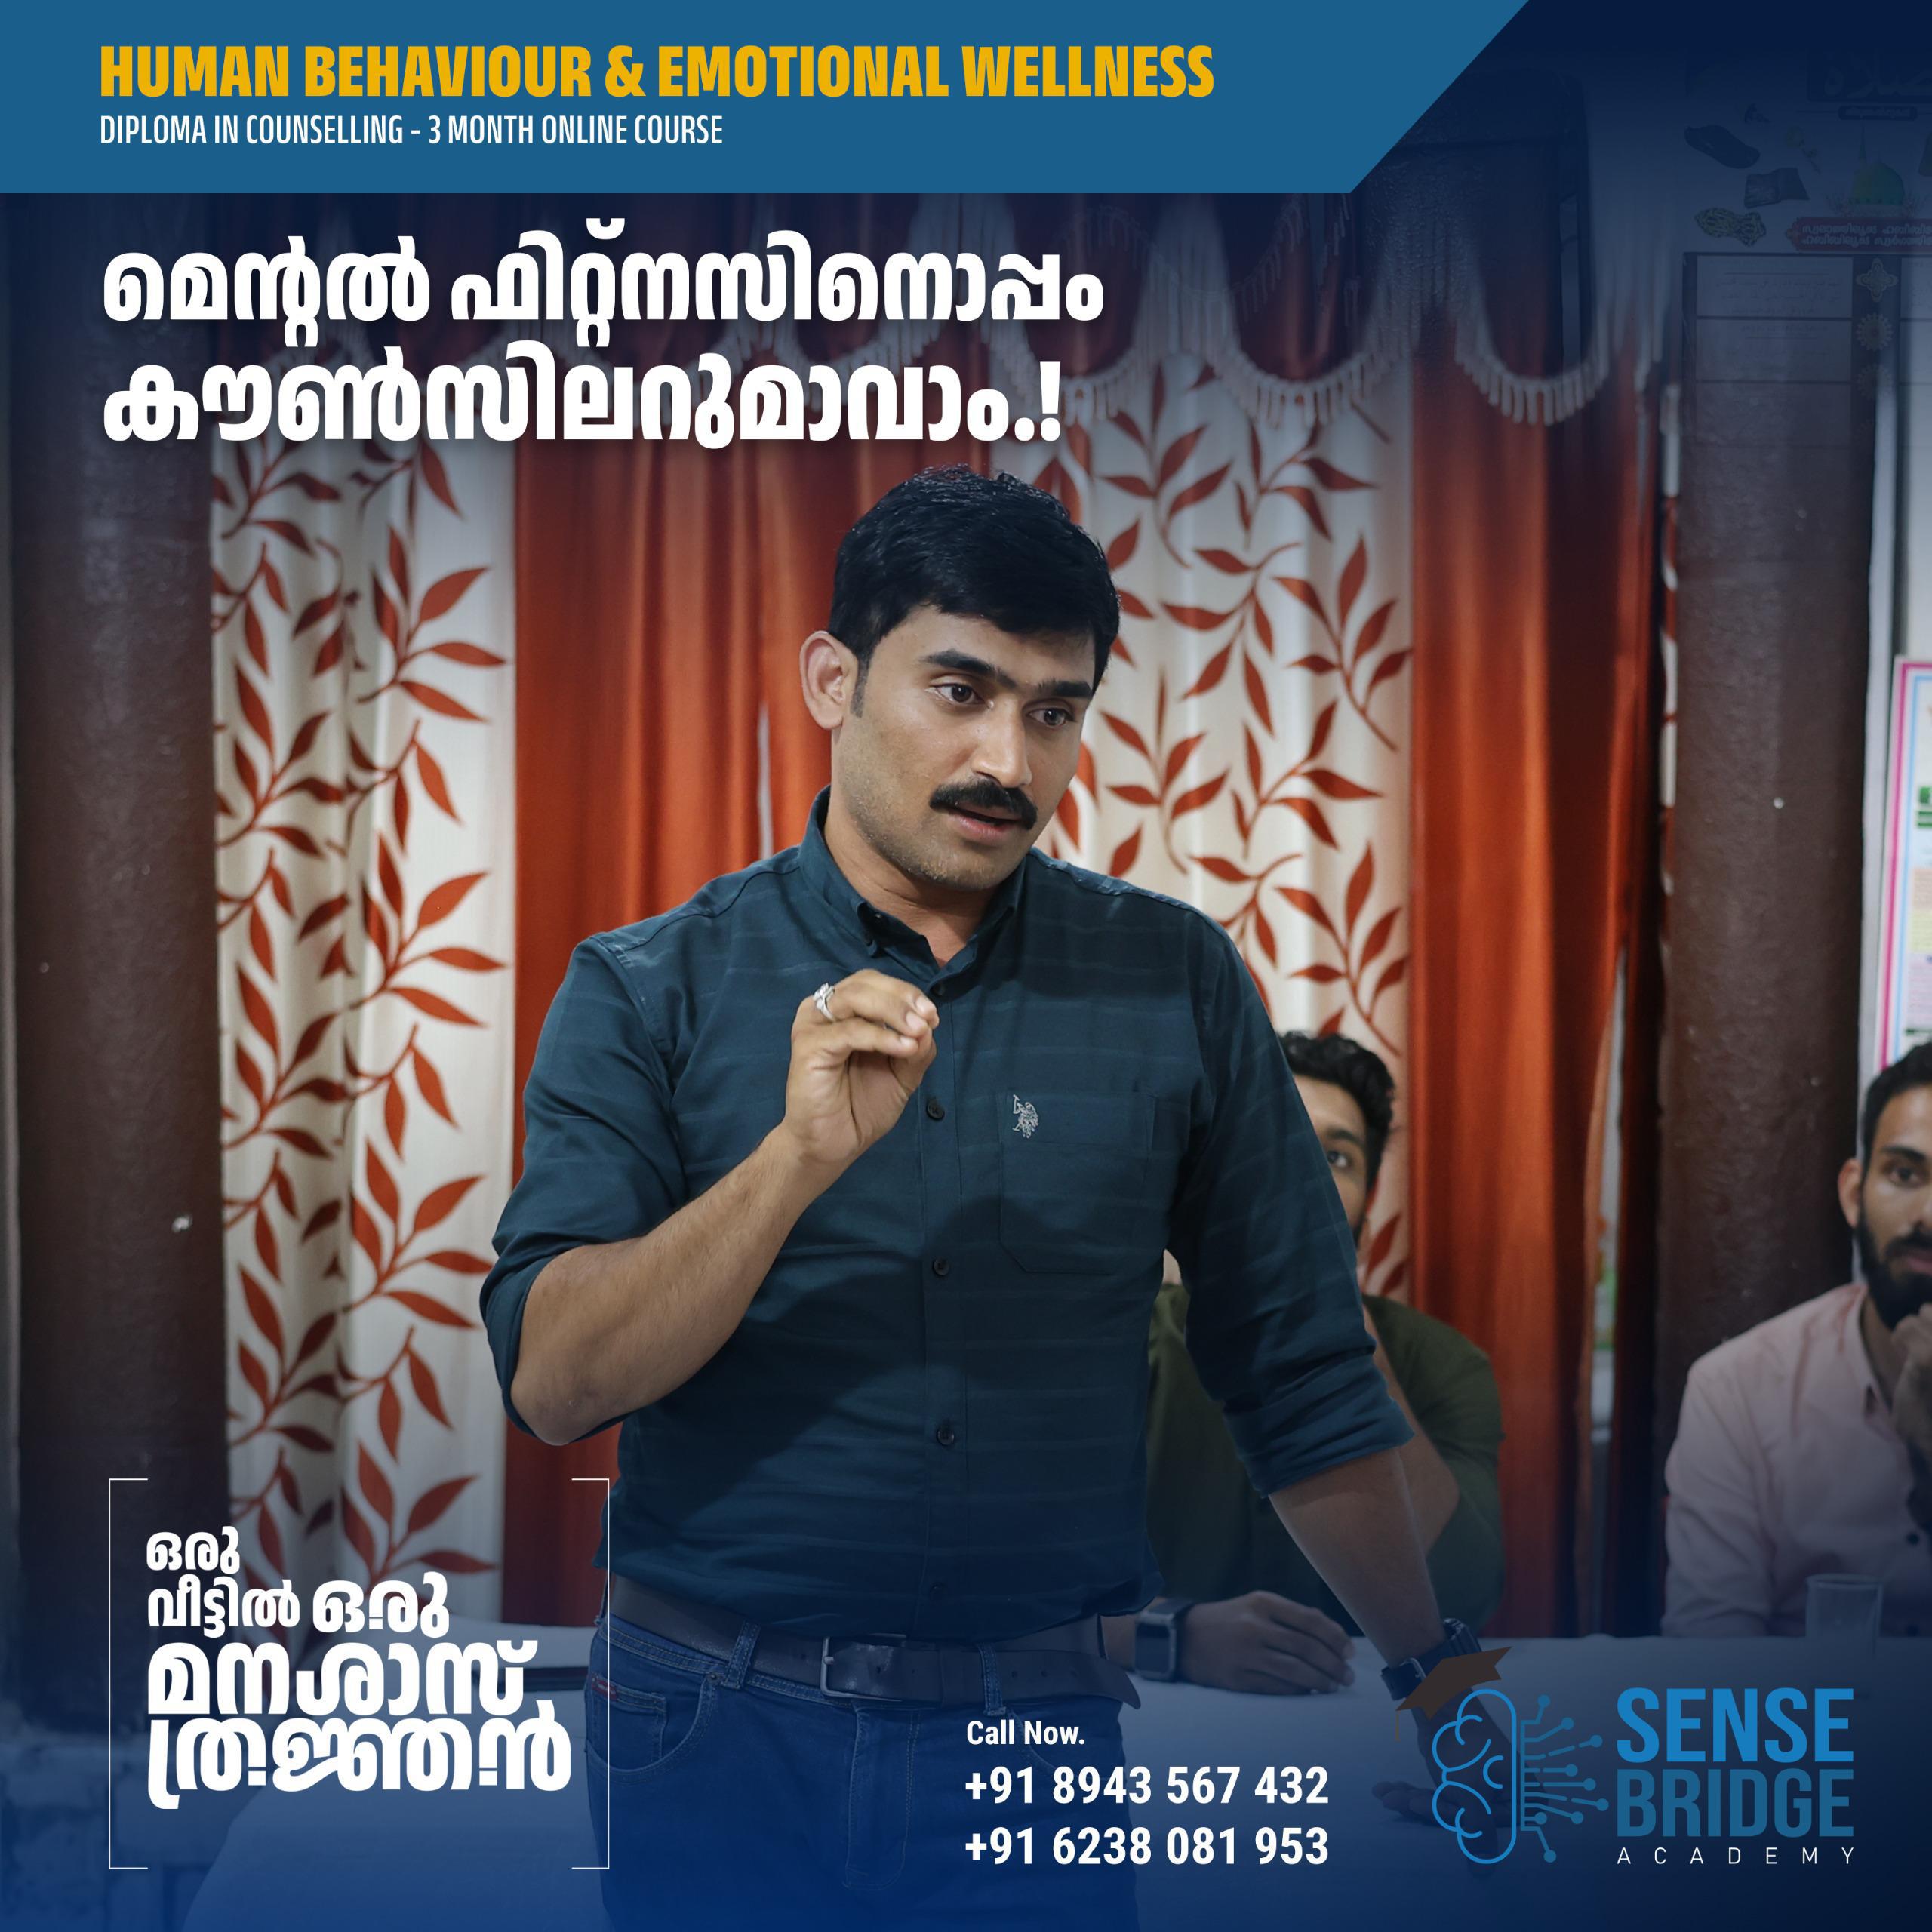 HUMAN BEHAVIOUR & EMOTIONAL WELLNESS
DIPLOMA IN COUNSELLING - 3 MONTH ONLINE COURSE
മെന്റൽ ഫിറ്റ്നസിനൊപ്പം
കൗൺസിലറുമാവാം.!
ഒരു
വീട്ടിൽ ഒരു
മനശാസ്
ത്രജ്ഞൻ
Call Now.
+91 8943 567 432
+91 6238 081 953
SENSE
BRIDGE
ACADEMY